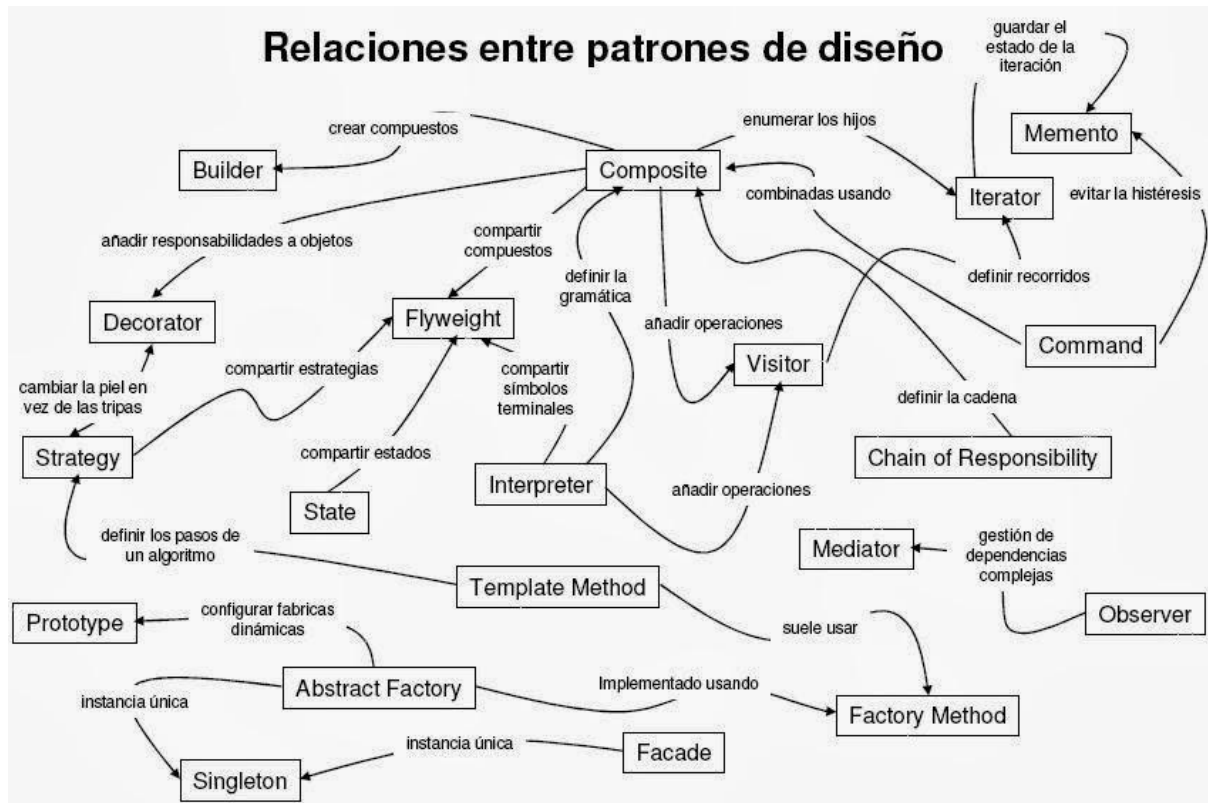 Relaciones entre patrones de diseño
guardar el
estado de la
iteración
crear compuestos
enumerar los hijos
Memento
Builder
Composite
combinadas usando
Iterator
evitar la histéresis
añadir responsabilidades a objetos
compartir
compuestos
definir la
gramática
definir recorridos
Decorator
Flyweight
añadir operaciones
Visitor
Command
compartir estrategias
cambiar la piel en
vez de las tripas
compartir
símbolos
terminales
definir la cadena
Strategy
compartir estados
Interpreter
añadir operaciones
Chain of Responsibility
State
definir los pasos de
un algoritmo
Mediator
gestión de
dependencias
complejas
Template Method
Prototype
configurar fabricas
dinámicas
suele usar
Observer
instancia única
Abstract Factory
Implementado usando
Factory Method
instancia única
Facade
Singleton